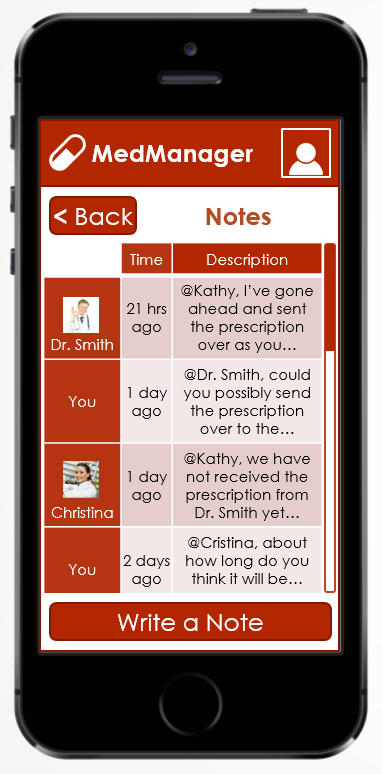 MedManager
< Back
Notes
Time Description
Dr. Smith
21 hrs
ago
@Kathy, I've gone
ahead and sent
the prescription
over as you...
You
1 day
ago
@Dr. Smith, could
you possibly send
the prescription
over to the...
Christina
1 day
ago
@Kathy, we have
not received the
prescription from
Dr. Smith yet...
You
2 days
ago
@Cristina, about
how long do you
think it will be...
Write a Note